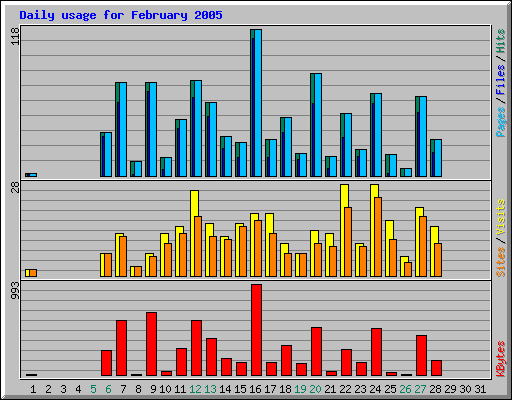 Daily usage for February 2005
118
Pages / Files / Hits
28
Sites / Visits
993
KBytes
1 2 3 4 5 6 7 8 9 10 11 12 13 14 15 16 17 18 19 20 21 22 23 24 25 26 27 28 29 30 31